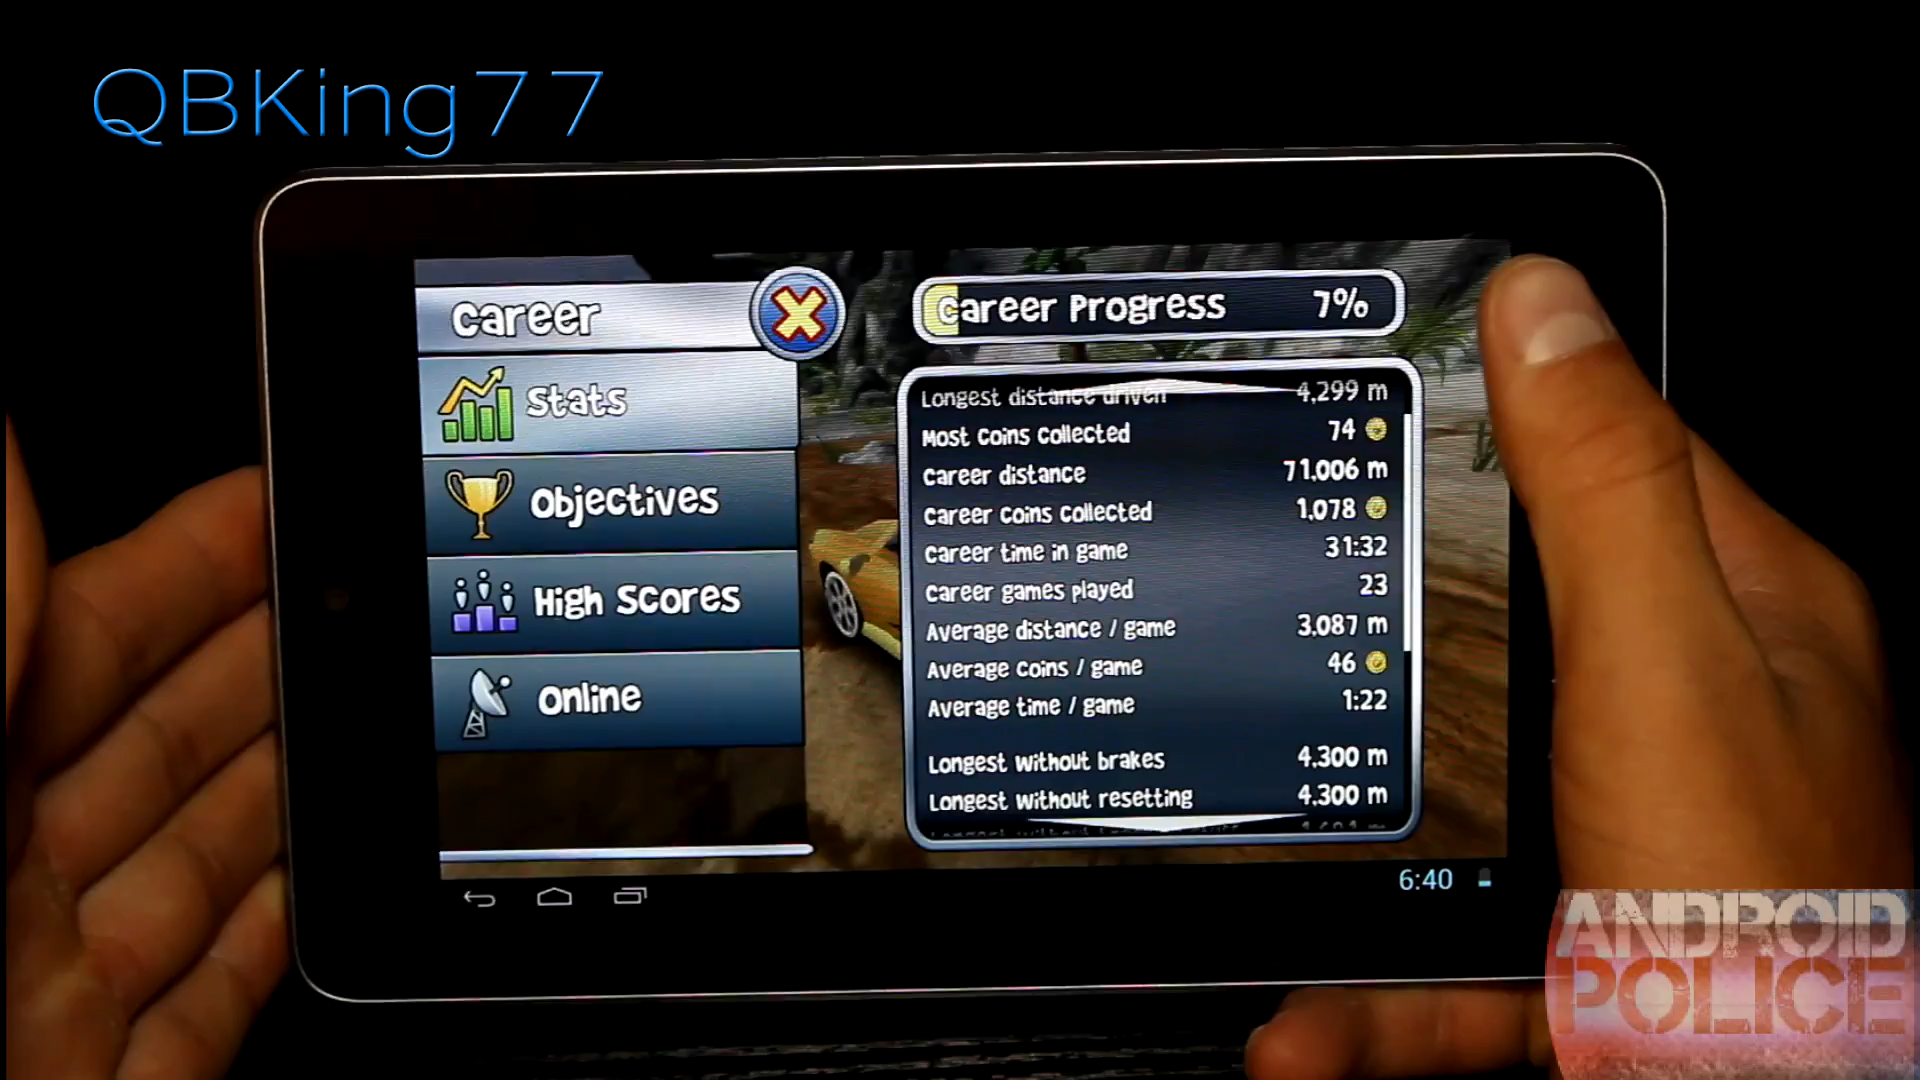 QBKing77
Career
Career Progress 7%
Stats
Objectives
High Scores
Online
Longest distance driven 4,299 m
Most coins collected 74
Career distance 71,006 m
Career coins collected 1,078
Career time in game 31:32
Career games played 23
Average distance / game 3,087 m
Average coins / game 46
Average time / game 1:22
Longest without brakes 4,300 m
Longest without resetting 4,300 m
6:40
ANDROID
POLICE